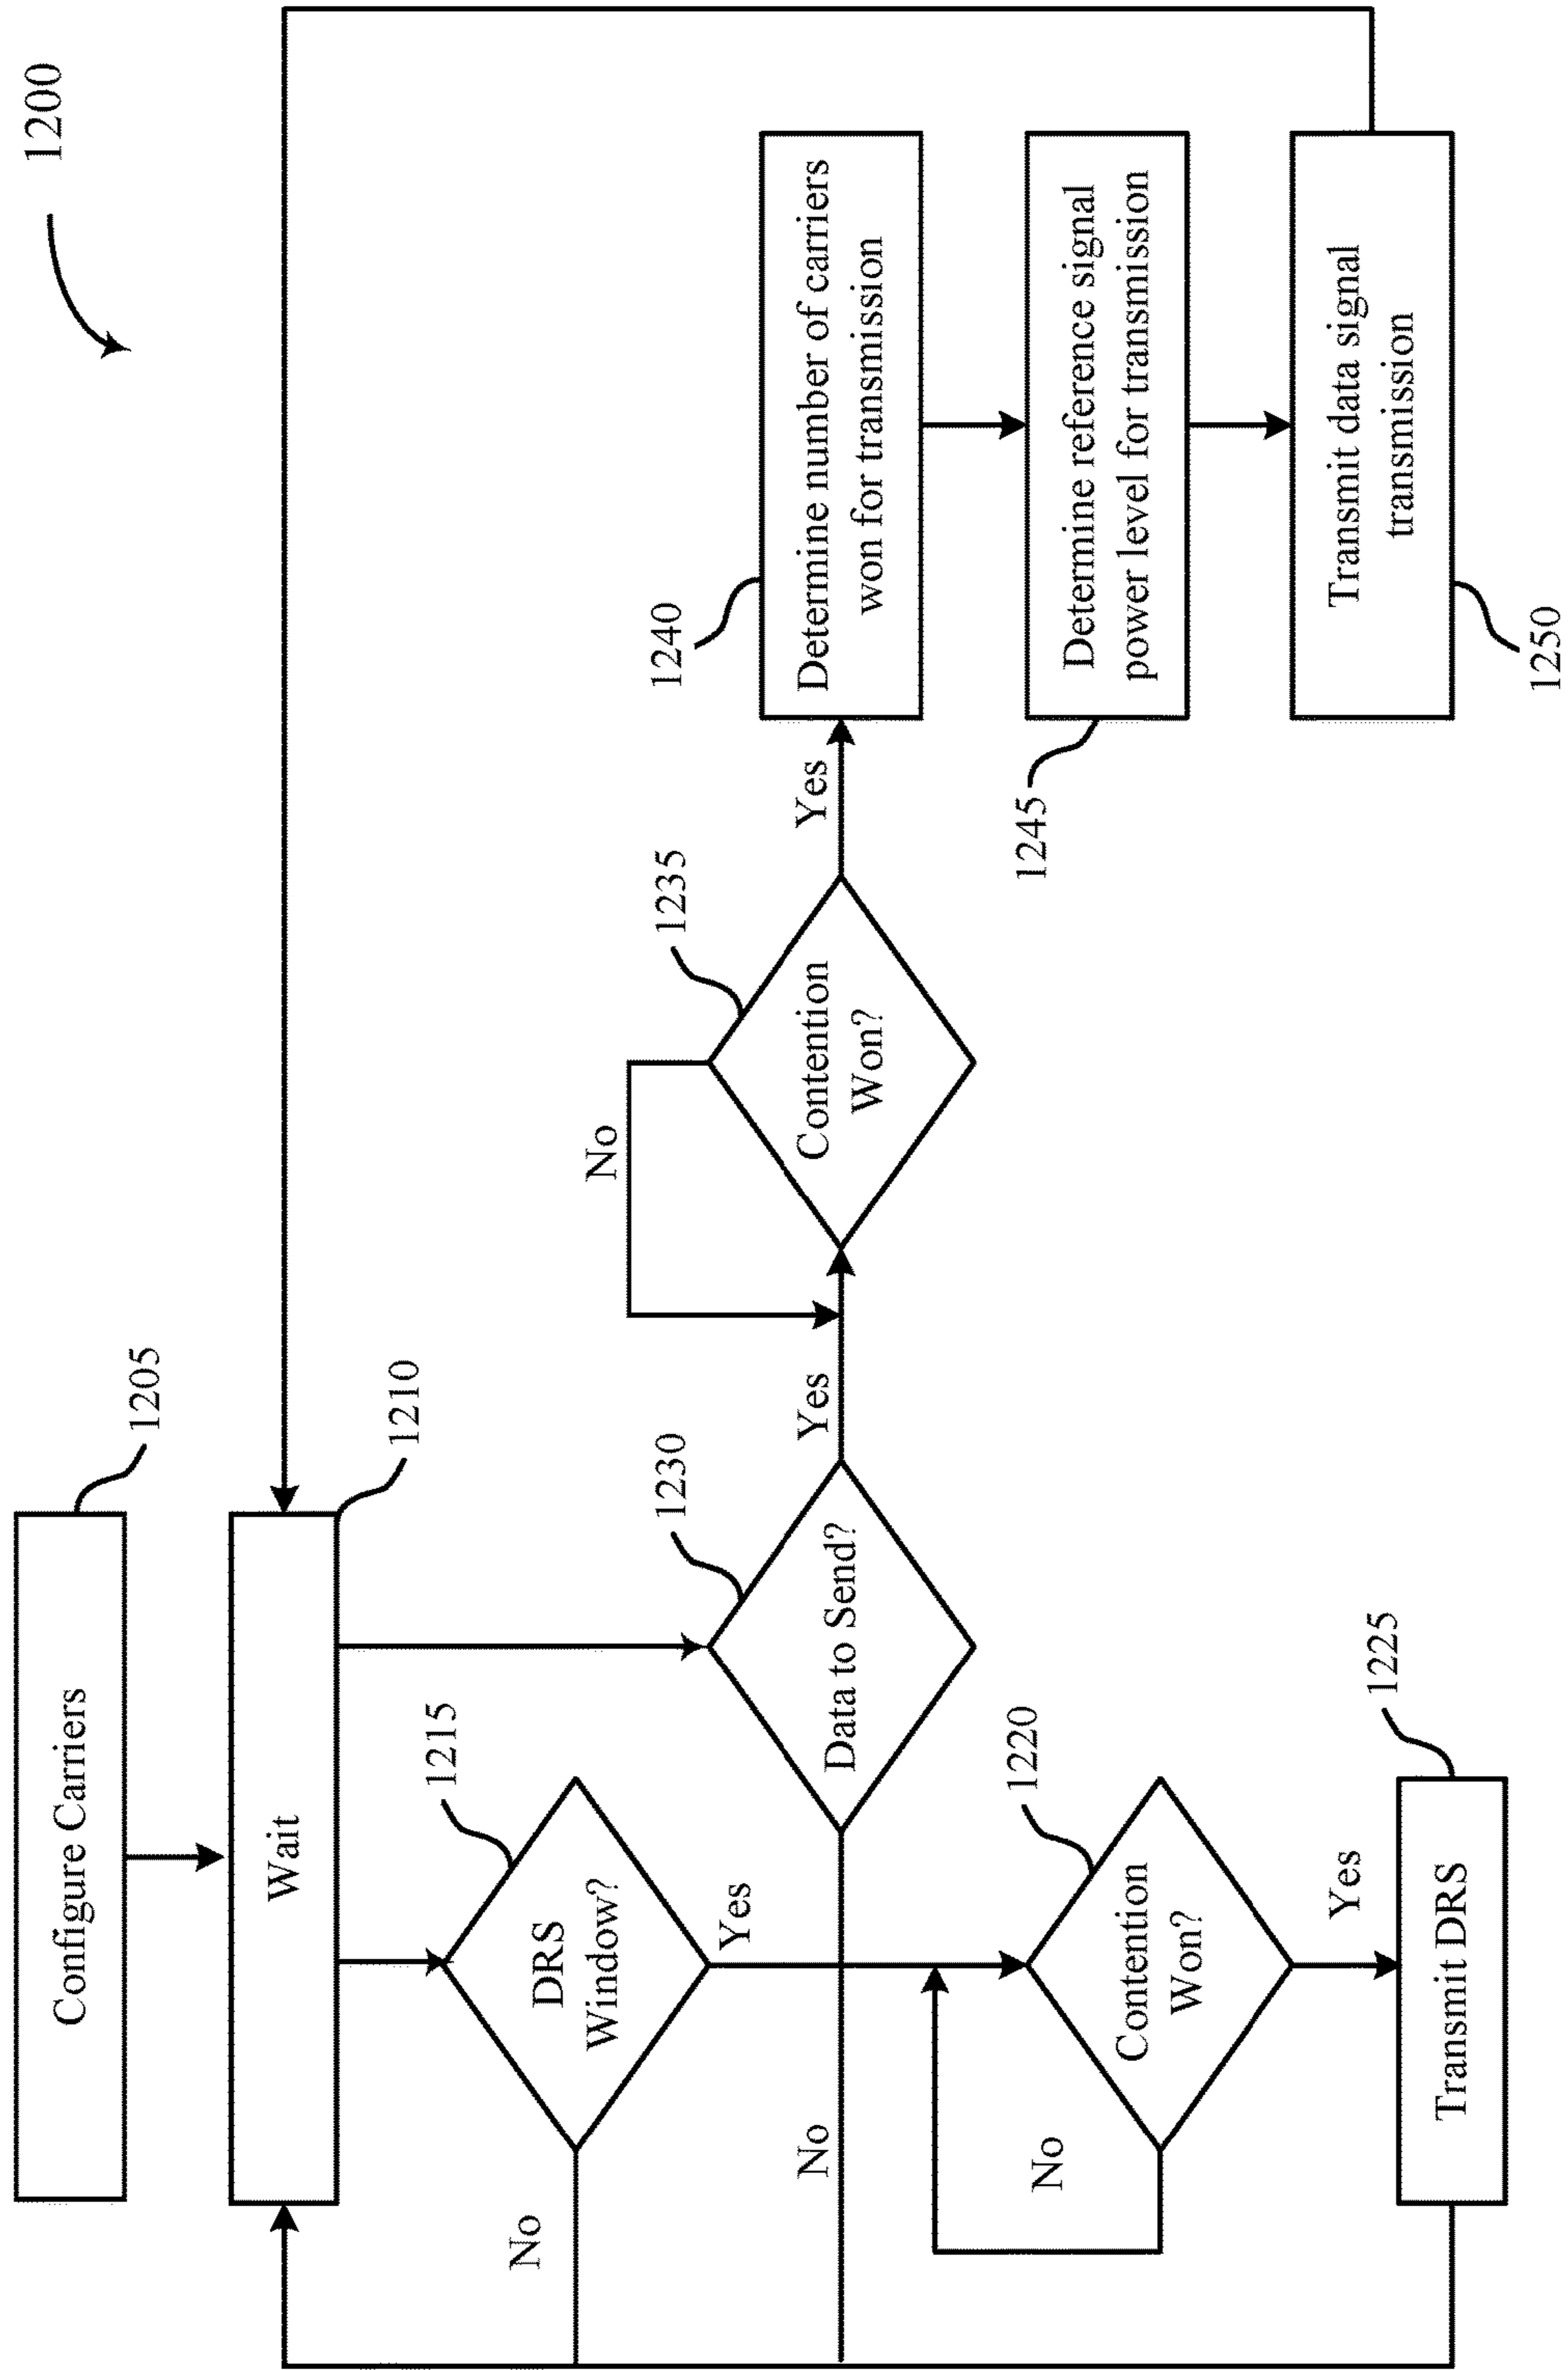 1200
Configure Carriers
1205
Wait
1210
DRS
Window?
1215
No
Yes
Data to Send?
1230
Yes
No
Contention
Won?
1220
No
Yes
Transmit DRS
1225
Contention
Won?
1235
No
Yes
Determine number of carriers
won for transmission
1240
Determine reference signal
power level for transmission
1245
Transmit data signal
transmission
1250